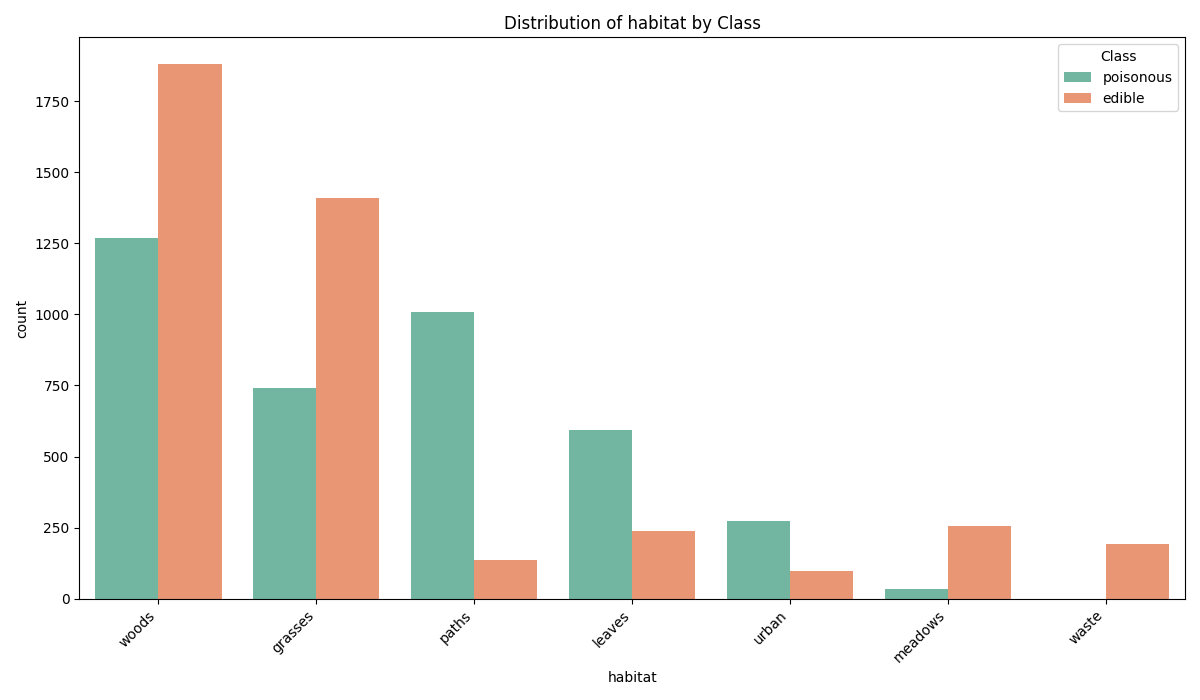 Distribution of habitat by Class
Class
poisonous
edible
count
1750
1500
1250
1000
750
500
250
0
woods
grasses
paths
leaves
urban
meadows
waste
habitat